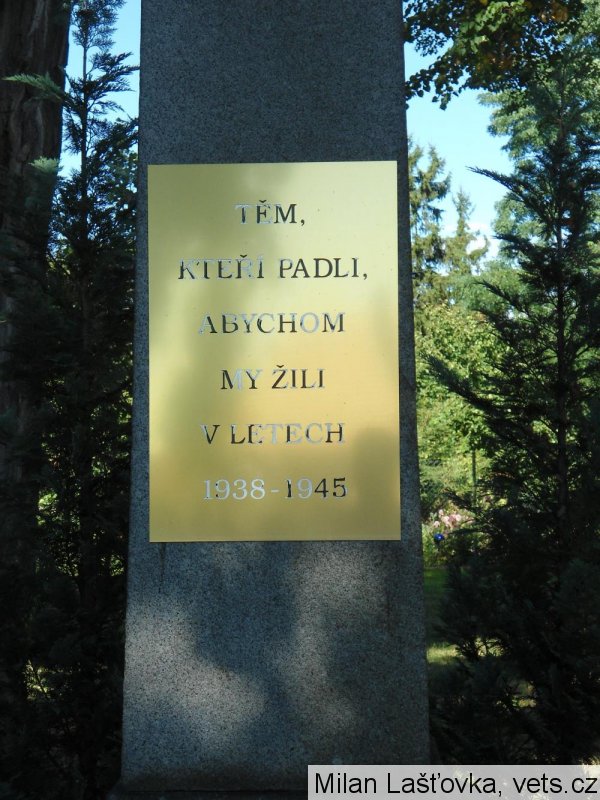 TĚM,
KTEŘÍ PADLI,
ABYCHOM
MY ŽILI
V LETECH
1938-1945
Milan Lašťovka, vets.cz